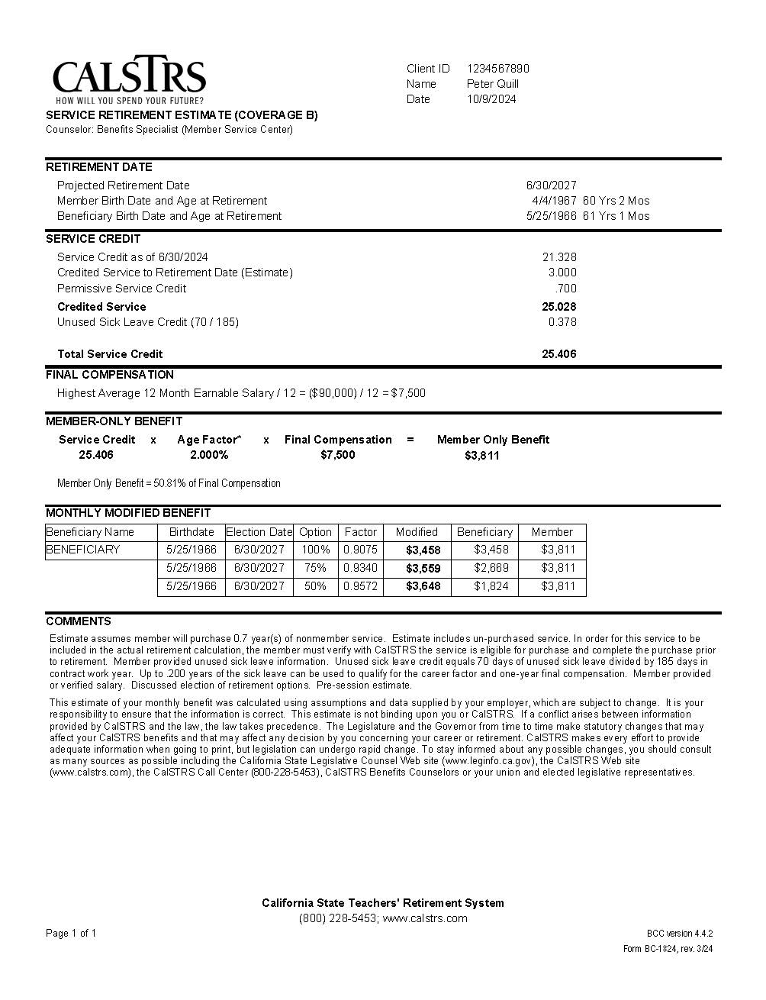 CALSTRS
HOW WILL YOU SPEND YOUR FUTURE?
Client ID 1234567890
Name Peter Quill
Date 10/9/2024
SERVICE RETIREMENT ESTIMATE (COVERAGE B)
Counselor: Benefits Specialist (Member Service Center)
RETIREMENT DATE
Projected Retirement Date 6/30/2027
Member Birth Date and Age at Retirement 4/4/1967 60 Yrs 2 Mos
Beneficiary Birth Date and Age at Retirement 5/25/1966 61 Yrs 1 Mos
SERVICE CREDIT
Service Credit as of 6/30/2024 21.328
Credited Service to Retirement Date (Estimate) 3.000
Permissive Service Credit .700
Credited Service 25.028
Unused Sick Leave Credit (70 / 185) 0.378
Total Service Credit 25.406
FINAL COMPENSATION
Highest Average 12 Month Earnable Salary / 12 = ($90,000) / 12 = $7,500
MEMBER-ONLY BENEFIT
Service Credit x Age Factor* x Final Compensation = Member Only Benefit
25.406 2.000% $7,500 $3,811
Member Only Benefit = 50.81% of Final Compensation
MONTHLY MODIFIED BENEFIT
Beneficiary Name Birthdate Election Date Option Factor Modified Beneficiary Member
BENEFICIARY 5/25/1966 6/30/2027 100% 0.9075 $3,458 $3,458 $3,811
5/25/1966 6/30/2027 75% 0.9340 $3,559 $2,669 $3,811
5/25/1966 6/30/2027 50% 0.9572 $3,648 $1,824 $3,811
COMMENTS
Estimate assumes member will purchase 0.7 year(s) of nonmember service. Estimate includes un-purchased service. In order for this service to be
included in the actual retirement calculation, the member must verify with CalSTRS the service is eligible for purchase and complete the purchase prior
to retirement. Member provided unused sick leave information. Unused sick leave credit equals 70 days of unused sick leave divided by 185 days in
contract work year. Up to .200 years of the sick leave can be used to qualify for the career factor and one-year final compensation. Member provided
or verified salary. Discussed election of retirement options. Pre-session estimate.
This estimate of your monthly benefit was calculated using assumptions and data supplied by your employer, which are subject to change. It is your
responsibility to ensure that the information is correct. This estimate is not binding upon you or CalSTRS. If a conflict arises between information
provided by CalSTRS and the law, the law takes precedence. The Legislature and the Governor from time to time make statutory changes that may
affect your CalSTRS benefits and that may affect any decision by you concerning your career or retirement. CalSTRS makes every effort to provide
adequate information when going to print, but legislation can undergo rapid change. To stay informed about any possible changes, you should consult
as many sources as possible including the California State Legislative Counsel Web site (www.leginfo.ca.gov), the CalSTRS Web site
(www.calstrs.com), the CalSTRS Call Center (800-228-5453), CalSTRS Benefits Counselors or your union and elected legislative representatives.
California State Teachers' Retirement System
(800) 228-5453; www.calstrs.com
Page 1 of 1
BCC version 4.4.2
Form BC-1824, rev. 3/24